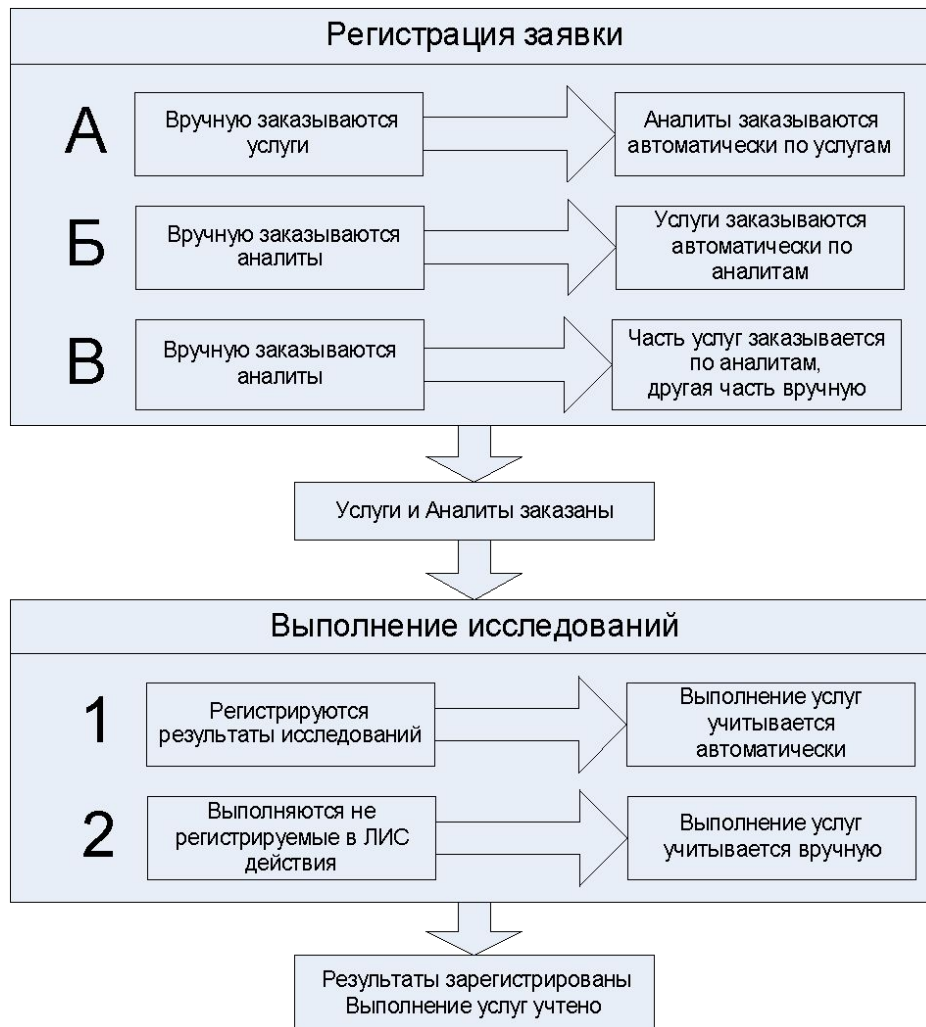 Регистрация заявки
А
Вручную заказываются
услуги
Аналиты заказываются
автоматически по услугам
Б
Вручную заказываются
аналиты
Услуги заказываются
автоматически по
аналитам
В
Вручную заказываются
аналиты
Часть услуг заказывается
по аналитам,
другая часть вручную
Услуги и Аналиты заказаны
Выполнение исследований
1
Регистрируются
результаты исследований
Выполнение услуг
учитывается
автоматически
2
Выполняются не
регистрируемые в ЛИС
действия
Выполнение услуг
учитывается вручную
Результаты зарегистрированы
Выполнение услуг учтено